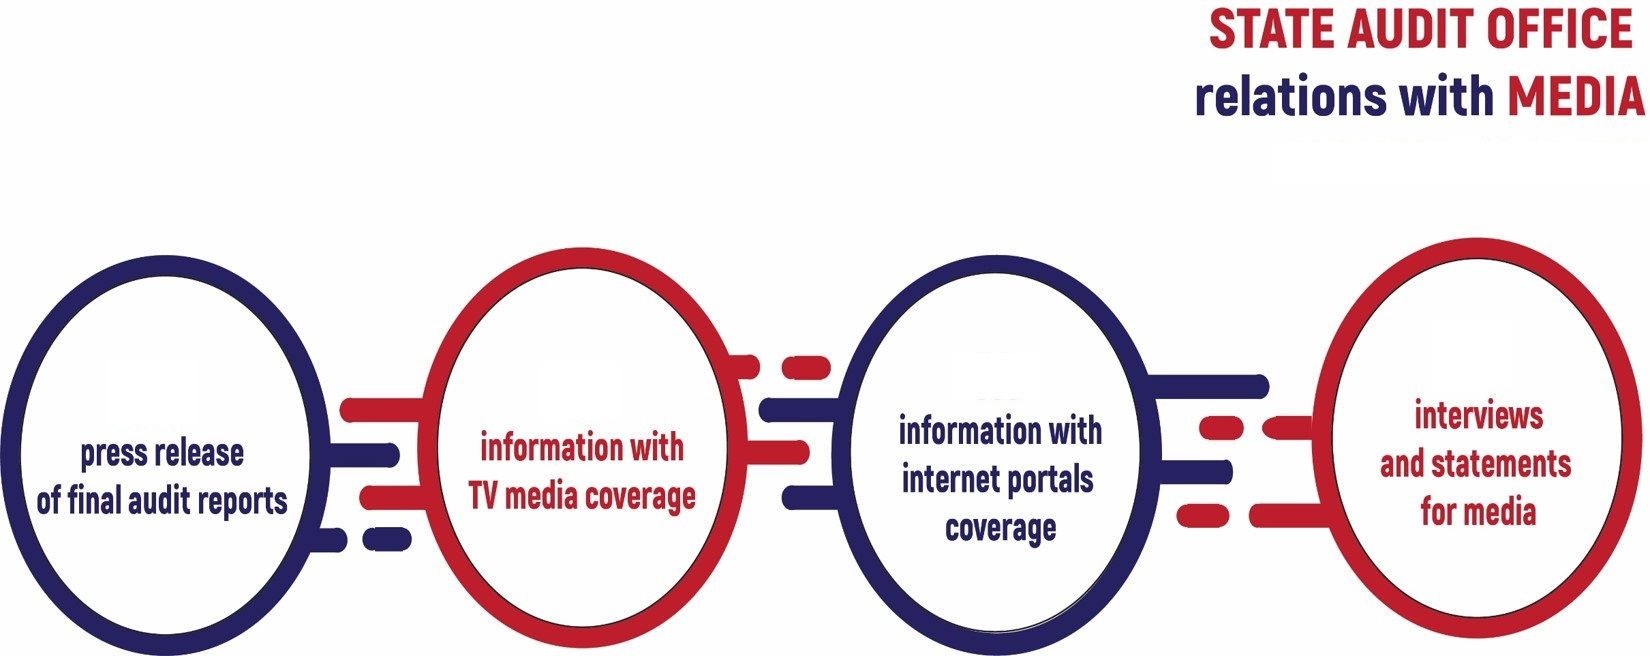 STATE AUDIT OFFICE
relations with MEDIA
press release
of final audit reports
information with
TV media coverage
information with
internet portals
coverage
interviews
and statements
for media